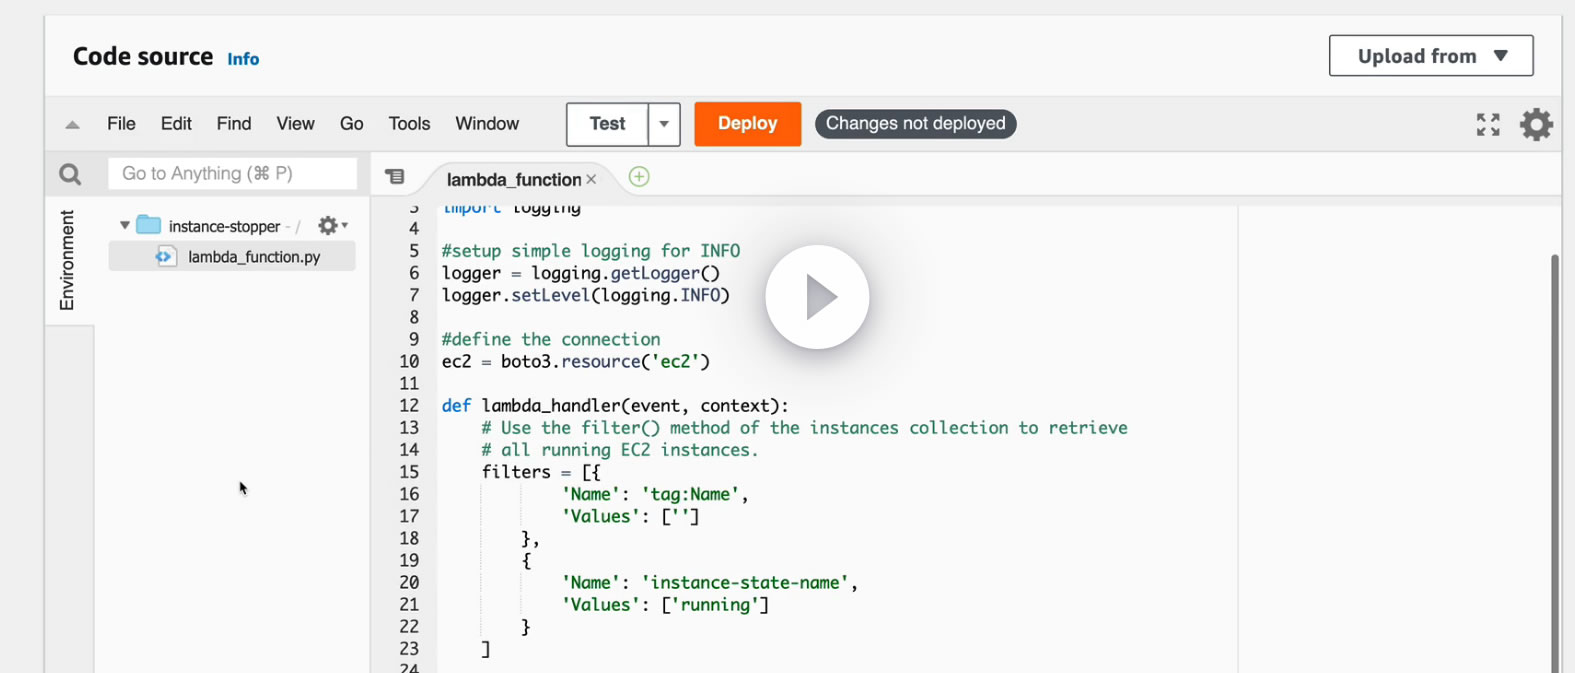 Code source Info
Upload from
File Edit Find View Go Tools Window Test Deploy Changes not deployed
Go to Anything (⌘ P)
lambda_function
Environment
instance-stopper - /
lambda_function.py
3 import logging
4
5 #setup simple logging for INFO
6 logger = logging.getLogger()
7 logger.setLevel(logging.INFO)
8
9 #define the connection
10 ec2 = boto3.resource('ec2')
11
12 def lambda_handler(event, context):
13     # Use the filter() method of the instances collection to retrieve
14     # all running EC2 instances.
15     filters = [{
16             'Name': 'tag:Name',
17             'Values': ['']
18         },
19         {
20             'Name': 'instance-state-name',
21             'Values': ['running']
22         }
23     ]
24